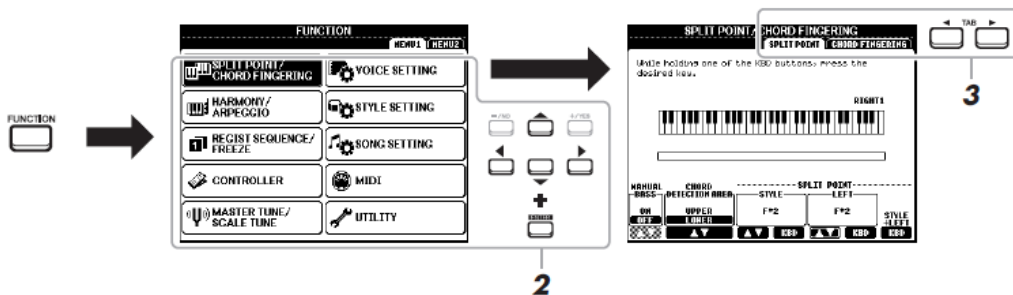 FUNCTION
FUNCTION
MENU1 MENU2
SPLIT POINT/
CHORD FINGERING
VOICE SETTING
HARMONY/
ARPEGGIO
STYLE SETTING
REGIST SEQUENCE/
FREEZE
SONG SETTING
CONTROLLER
MIDI
MASTER TUNE/
SCALE TUNE
UTILITY
-/NO
+/YES
ENTER
2
SPLIT POINT/CHORD FINGERING
SPLIT POINT CHORD FINGERING
While holding one of the KBD buttons, press the
desired key.
RIGHT1
MANUAL
BASS
CHORD
DETECTION AREA
SPLIT POINT
STYLE
LEFT
ON
OFF
UPPER
LOWER
F#2
F#2
STYLE
+LEFT
KBD
KBD
KBD
TAB
3